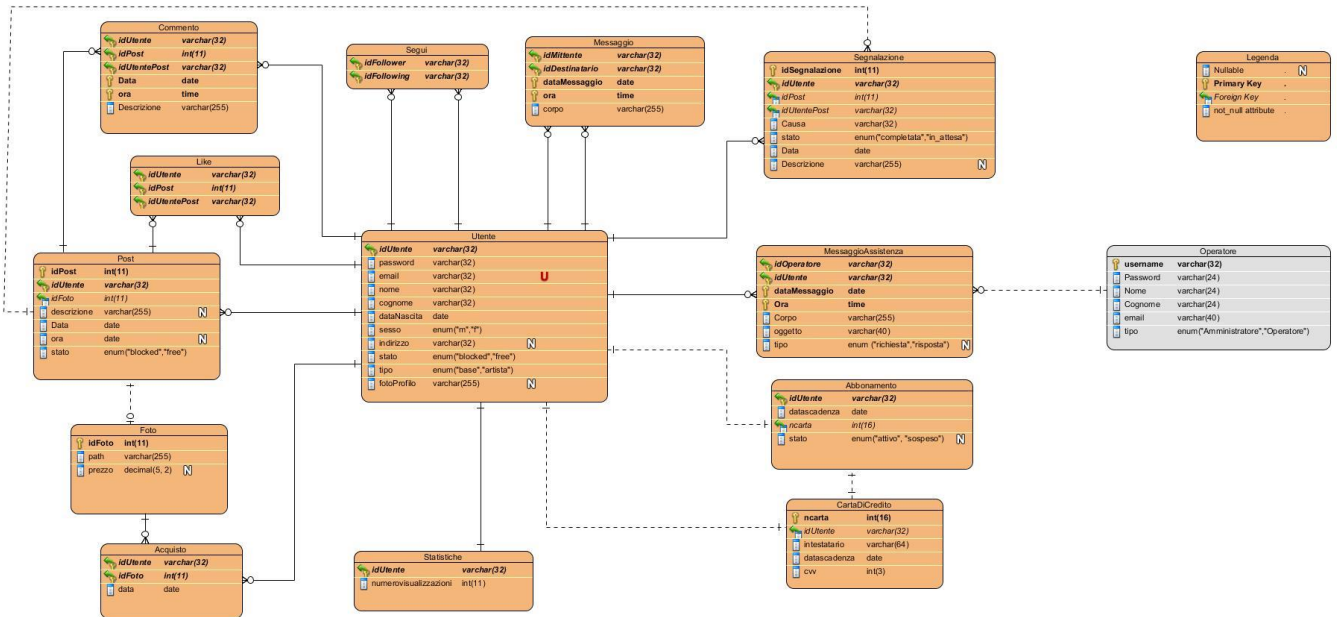 Commento
idUtente varchar(32)
idPost int(11)
idUtentePost varchar(32)
Data date
ora time
Descrizione varchar(255)
Segui
idFollower varchar(32)
idFollowing varchar(32)
Messaggio
idMittente varchar(32)
idDestinatario varchar(32)
dataMessaggio date
ora time
corpo varchar(255)
Segnalazione
idSegnalazione int(11)
idUtente varchar(32)
idPost int(11)
idUtentePost varchar(32)
Causa varchar(32)
stato enum("completata","in_attesa")
Data date
Descrizione varchar(255) N
Legenda
Nullable . N
Primary Key .
Foreign Key .
not_null attribute .
Like
idUtente varchar(32)
idPost int(11)
idUtentePost varchar(32)
Post
idPost int(11)
idUtente varchar(32)
idFoto int(11)
descrizione varchar(255) N
Data date
ora date N
stato enum("blocked","free")
Utente
idUtente varchar(32)
password varchar(32)
email varchar(32) U
nome varchar(32)
cognome varchar(32)
dataNascita date
sesso enum("m","f")
indirizzo varchar(32) N
stato enum("blocked","free")
tipo enum("base","artista")
fotoProfilo varchar(255) N
MessaggioAssistenza
idOperatore varchar(32)
idUtente varchar(32)
dataMessaggio date
Ora time
Corpo varchar(255)
oggetto varchar(40)
tipo enum ("richiesta","risposta") N
Operatore
username varchar(32)
Password varchar(24)
Nome varchar(24)
Cognome varchar(24)
email varchar(40)
tipo enum("Amministratore","Operatore")
Abbonamento
idUtente varchar(32)
datascadenza date
ncarta int(16)
stato enum("attivo", "sospeso") N
Foto
idFoto int(11)
path varchar(255)
prezzo decimal(5, 2) N
CartaDiCredito
ncarta int(16)
idUtente varchar(32)
intestatario varchar(64)
datascadenza date
cvv int(3)
Acquisto
idUtente varchar(32)
idFoto int(11)
data date
Statistiche
idUtente varchar(32)
numerovisualizzazioni int(11)